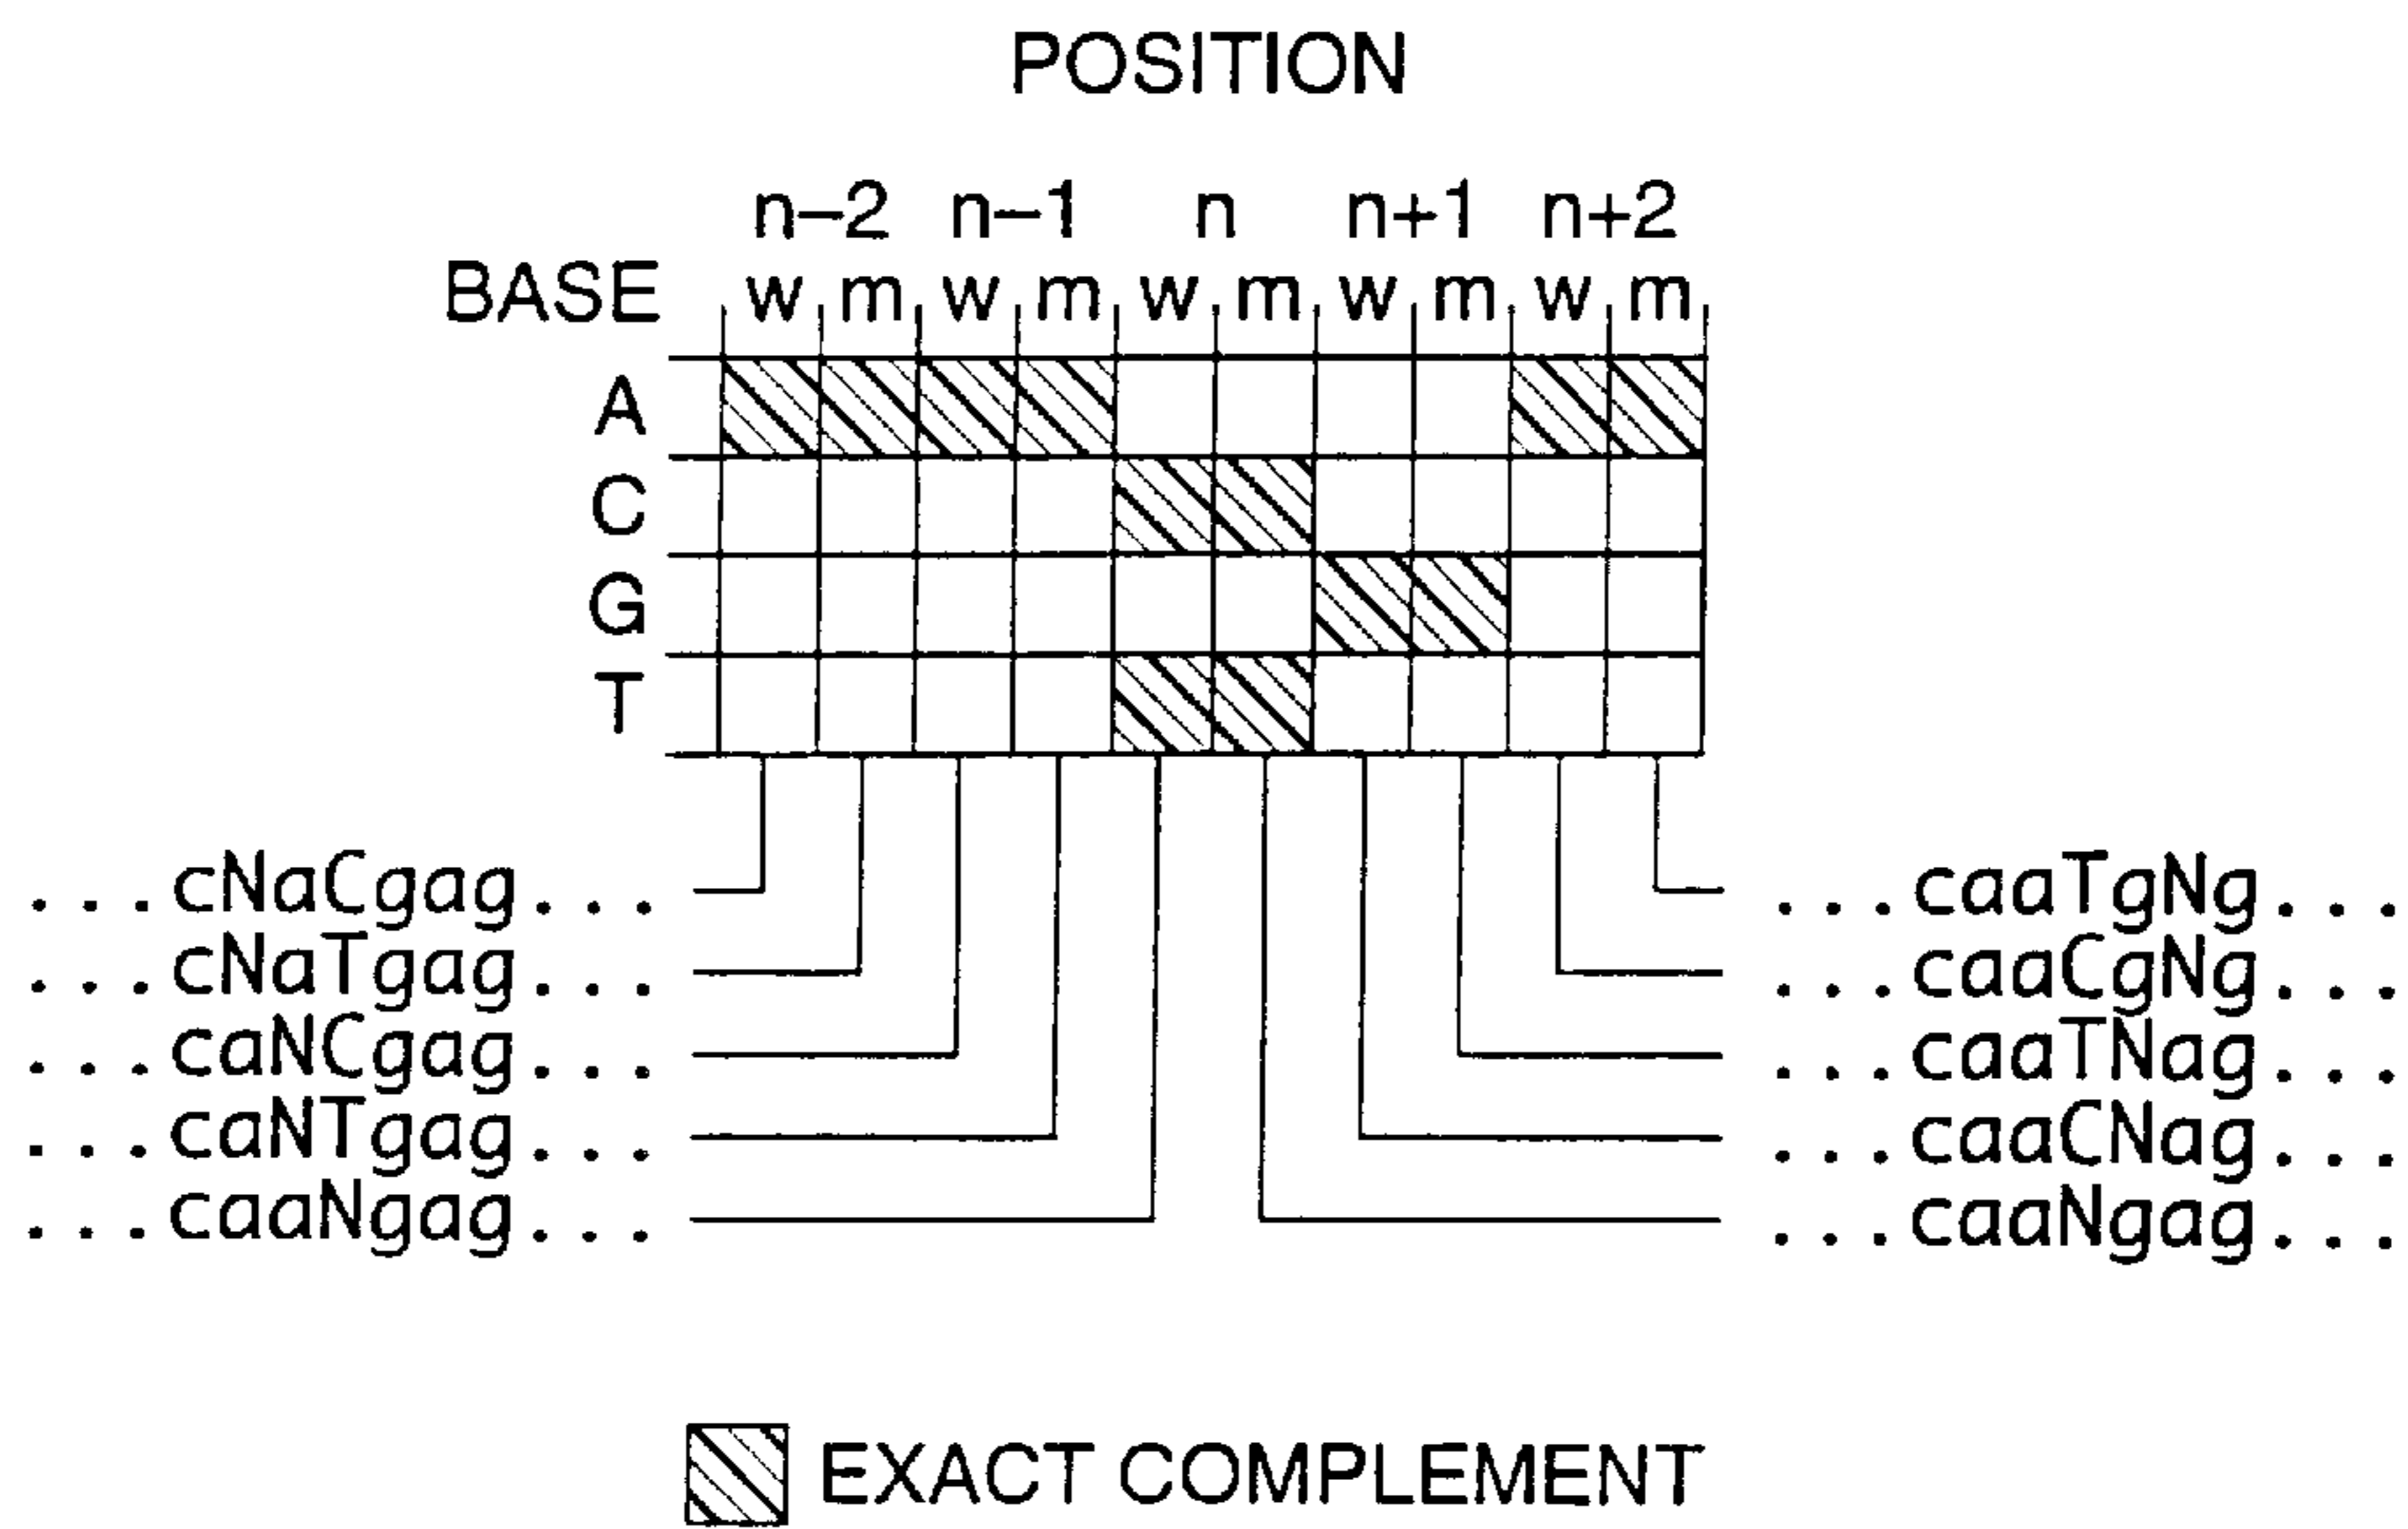 POSITION
n–2 n–1 n n+1 n+2
BASE w m w m w m w m w m
A
C
G
T
...cNaCgag...
...cNaTgag...
...caNCgag...
...caNTgag...
...caaNgag...
...caaTgNg...
...caaCgNg...
...caaTNag...
...caaCNag...
...caaNgag...
EXACT COMPLEMENT